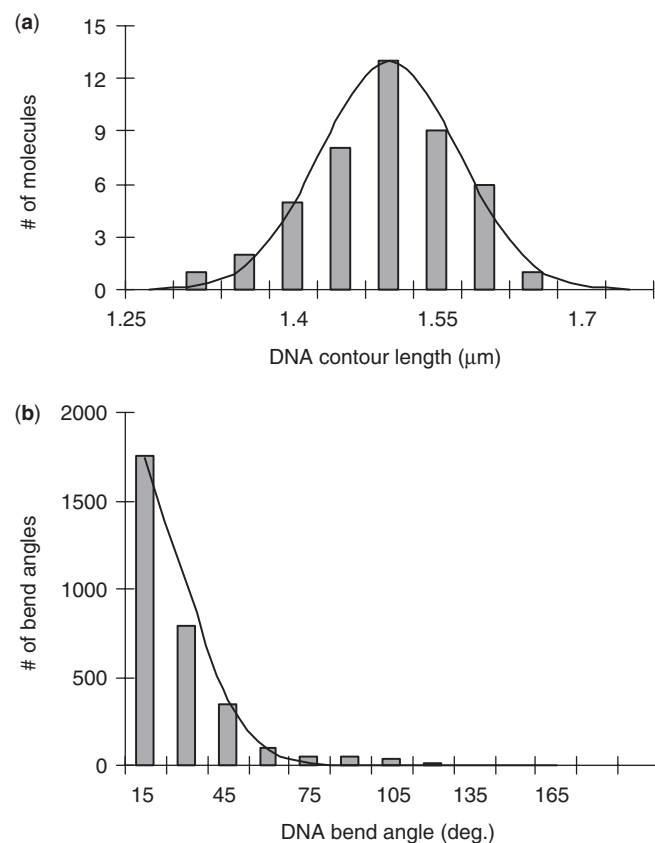 (a)
15
12
9
6
3
0
# of molecules
1.25 1.4 1.55 1.7
DNA contour length (μm)
(b)
2000
1500
1000
500
0
# of bend angles
15 45 75 105 135 165
DNA bend angle (deg.)